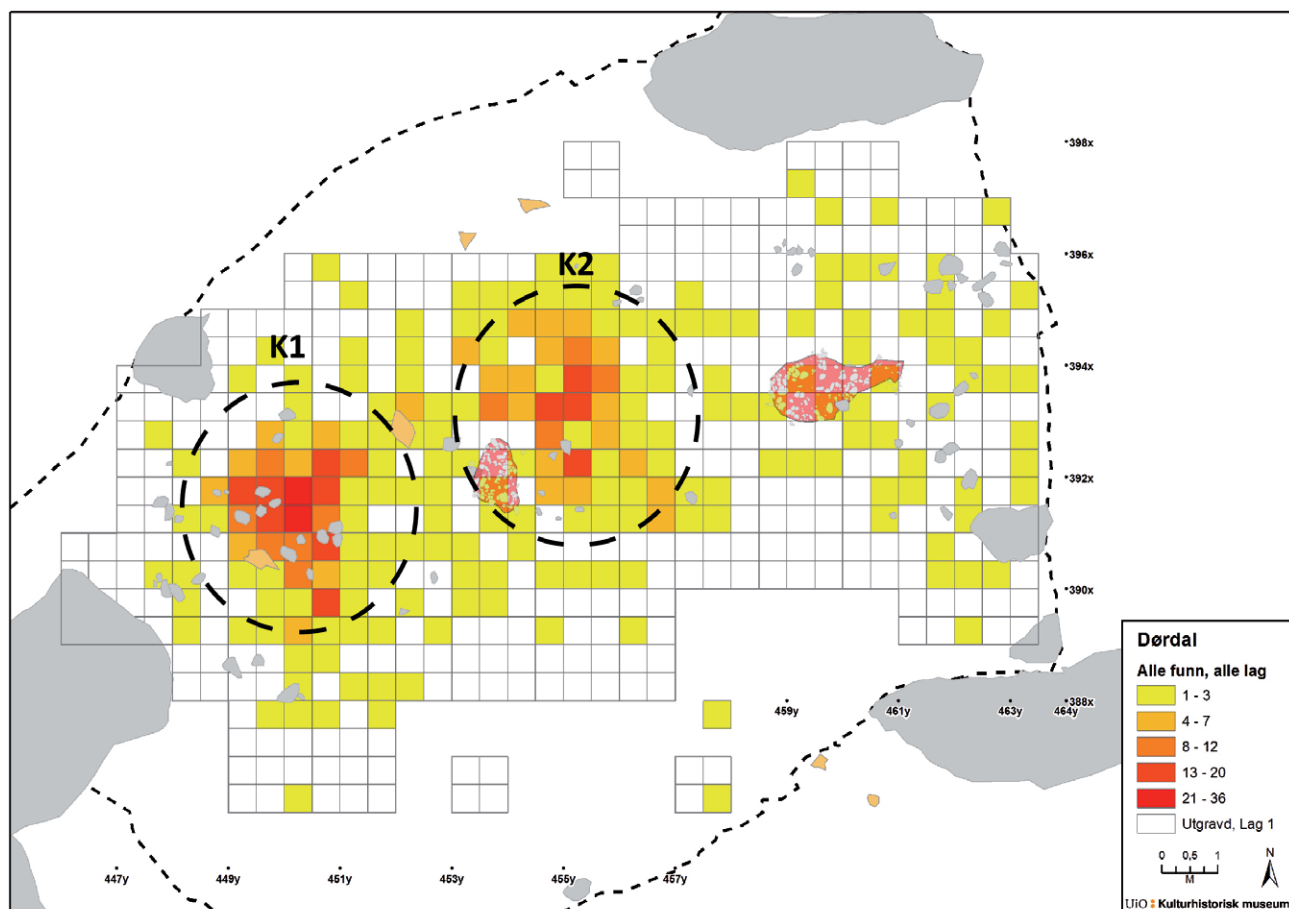 398x
396x
K2
K1
394x
392x
390x
388x
459y
461y
463y
464y
447y
449y
451y
453y
455y
457y
Dørdal
Alle funn, alle lag
1 - 3
4 - 7
8 - 12
13 - 20
21 - 36
Utgravd, Lag 1
0 0,5 1
M
N
UiO Kulturhistorisk museum